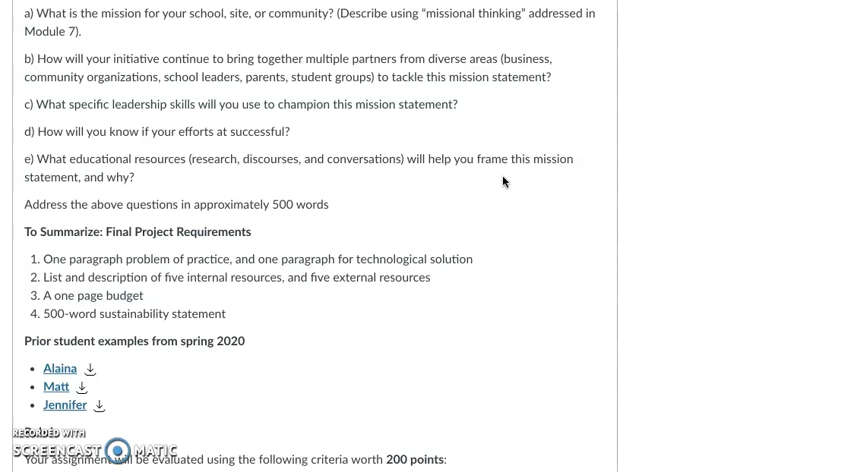 a) What is the mission for your school, site, or community? (Describe using “missional thinking” addressed in
Module 7).
b) How will your initiative continue to bring together multiple partners from diverse areas (business,
community organizations, school leaders, parents, student groups) to tackle this mission statement?
c) What specific leadership skills will you use to champion this mission statement?
d) How will you know if your efforts at successful?
e) What educational resources (research, discourses, and conversations) will help you frame this mission
statement, and why?
Address the above questions in approximately 500 words
To Summarize: Final Project Requirements
1. One paragraph problem of practice, and one paragraph for technological solution
2. List and description of five internal resources, and five external resources
3. A one page budget
4. 500-word sustainability statement
Prior student examples from spring 2020
• Alaina
• Matt
• Jennifer
RECORDED WITH
SCREENCAST MATIC
Your assignment will be evaluated using the following criteria worth 200 points: